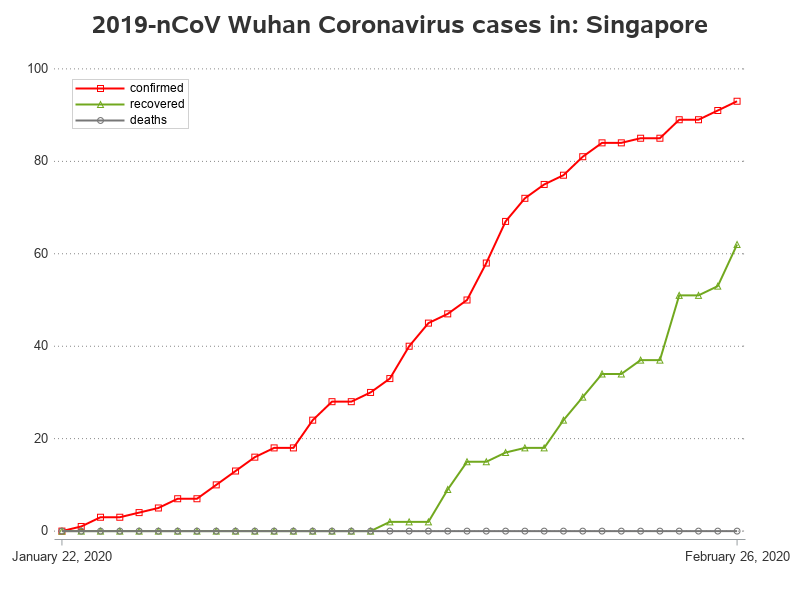 2019-nCoV Wuhan Coronavirus cases in: Singapore
100
confirmed
recovered
deaths
80
60
40
20
0
January 22, 2020 February 26, 2020